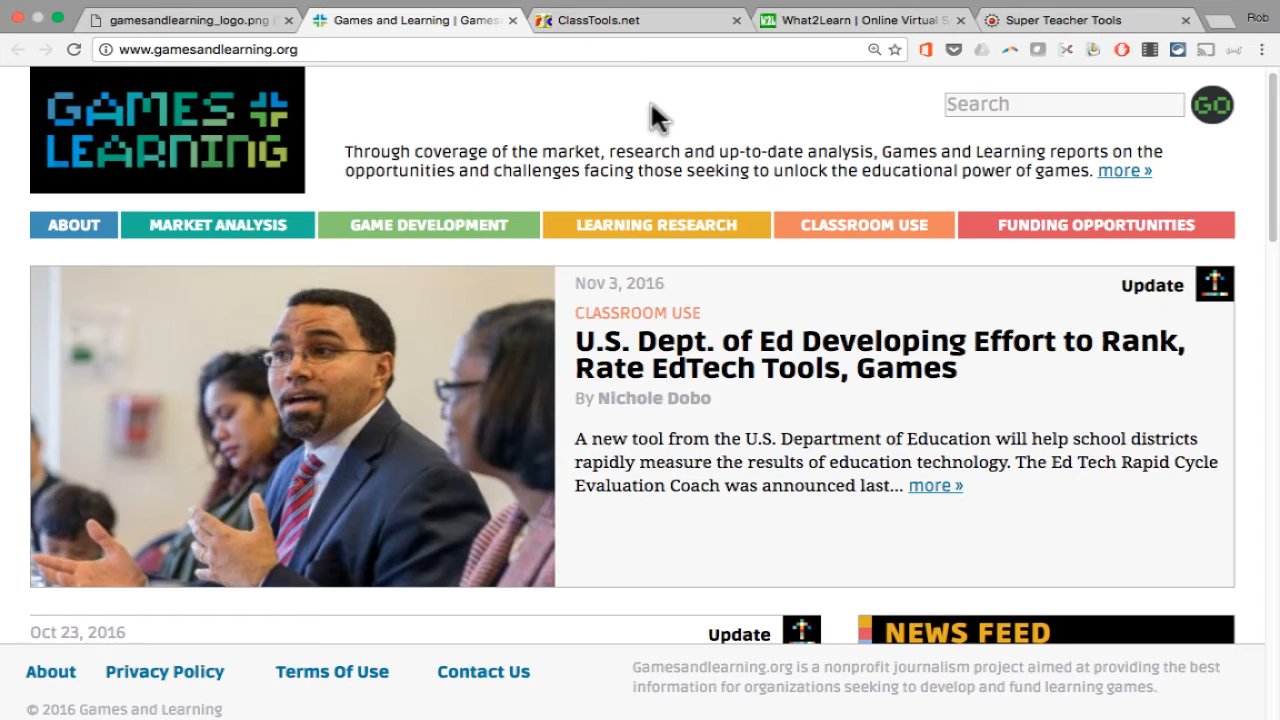 gamesandlearning_logo.png (
Games and Learning | Games
ClassTools.net
What2Learn | Online Virtual S
Super Teacher Tools
Rob
www.gamesandlearning.org
GAMES
LEARNING
Search
GO
Through coverage of the market, research and up-to-date analysis, Games and Learning reports on the
opportunities and challenges facing those seeking to unlock the educational power of games. more »
ABOUT
MARKET ANALYSIS
GAME DEVELOPMENT
LEARNING RESEARCH
CLASSROOM USE
FUNDING OPPORTUNITIES
Nov 3, 2016
Update
CLASSROOM USE
U.S. Dept. of Ed Developing Effort to Rank,
Rate EdTech Tools, Games
By Nichole Dobo
A new tool from the U.S. Department of Education will help school districts
rapidly measure the results of education technology. The Ed Tech Rapid Cycle
Evaluation Coach was announced last... more »
Oct 23, 2016
Update
NEWS FEED
About
Privacy Policy
Terms Of Use
Contact Us
Gamesandlearning.org is a nonprofit journalism project aimed at providing the best
information for organizations seeking to develop and fund learning games.
© 2016 Games and Learning